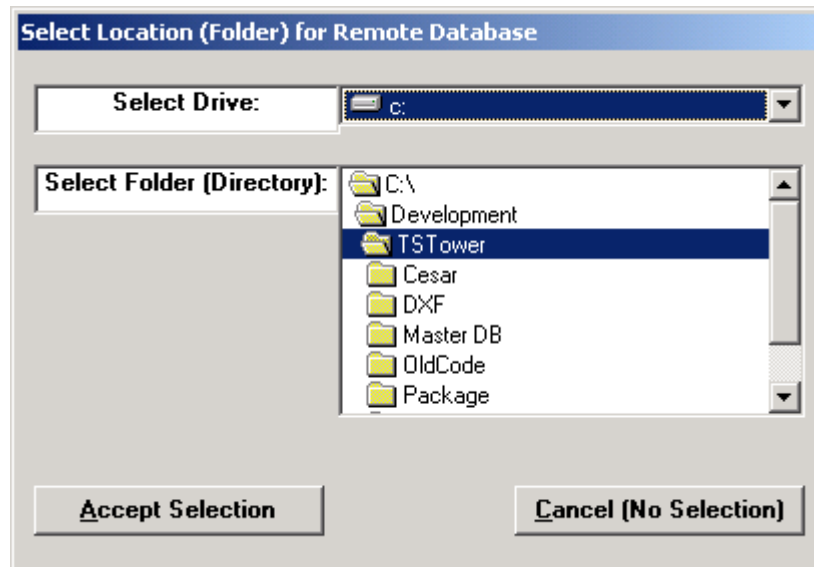 Select Location (Folder) for Remote Database
Select Drive:
c:
Select Folder (Directory):
C:\
Development
TSTower
Cesar
DXF
Master DB
OldCode
Package
Accept Selection
Cancel (No Selection)